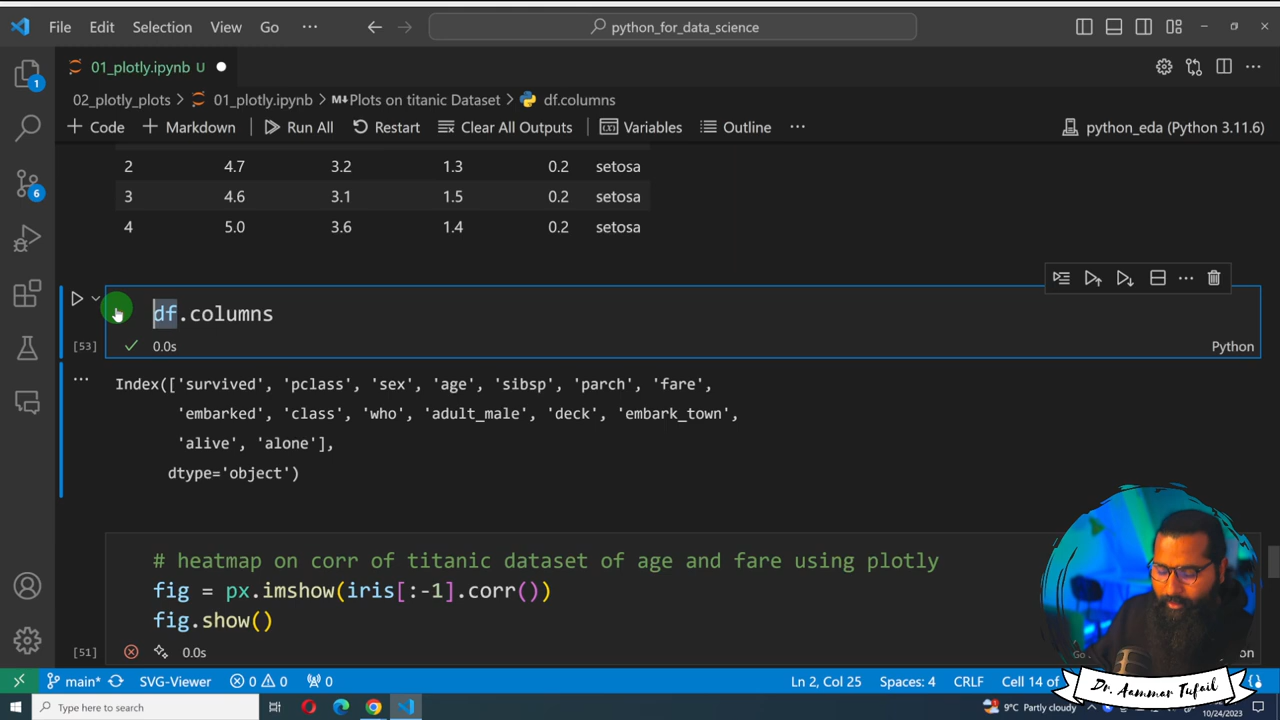 File Edit Selection View Go ··· python_for_data_science
01_plotly.ipynb U
02_plotly_plots > 01_plotly.ipynb > M↓Plots on titanic Dataset > df.columns
+ Code + Markdown Run All Restart Clear All Outputs Variables Outline ··· python_eda (Python 3.11.6)
2 4.7 3.2 1.3 0.2 setosa
3 4.6 3.1 1.5 0.2 setosa
4 5.0 3.6 1.4 0.2 setosa
df.columns
[53] 0.0s Python
Index(['survived', 'pclass', 'sex', 'age', 'sibsp', 'parch', 'fare',
'embarked', 'class', 'who', 'adult_male', 'deck', 'embark_town',
'alive', 'alone'],
dtype='object')
# heatmap on corr of titanic dataset of age and fare using plotly
fig = px.imshow(iris[:-1].corr())
fig.show()
[51] 0.0s
1
6
main* SVG-Viewer 0 0 0 Ln 2, Col 25 Spaces: 4 CRLF Cell 14 of
Dr. Aammar Tufail
Type here to search 9°C Partly cloudy 10/24/2023